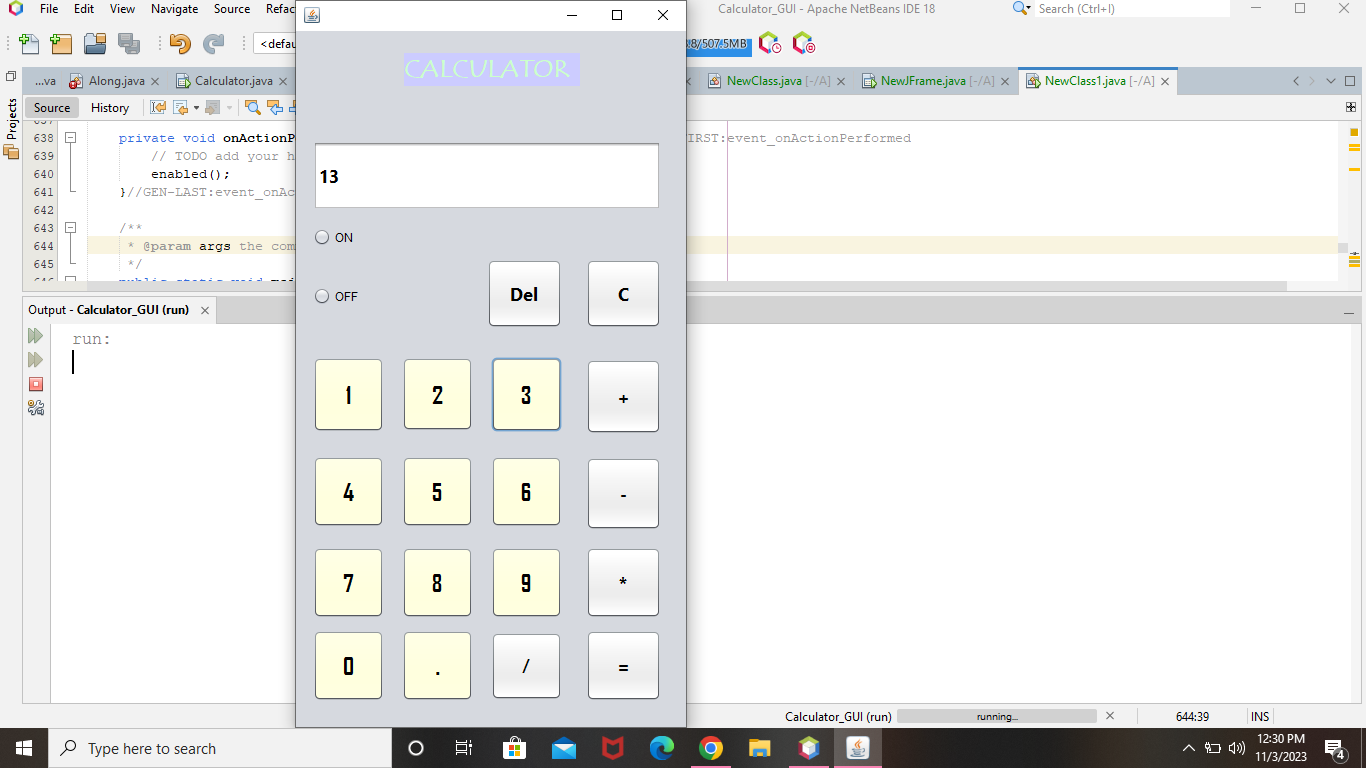 File Edit View Navigate Source Refac
Calculator_GUI - Apache NetBeans IDE 18
Search (Ctrl+I)
<defau
8/507.5MB
...va
Along.java
Calculator.java
NewClass.java [-/A]
NewJFrame.java [-/A]
NewClass1.java [-/A]
Projects
Source History
638 private void onActionP
IRST:event_onActionPerformed
639 // TODO add your h
640 enabled();
641 }//GEN-LAST:event_onAc
642
643 /**
644 * @param args the com
645 */
Output - Calculator_GUI (run)
run:
CALCULATOR
13
ON
OFF
Del C
1 2 3 +
4 5 6 -
7 8 9 *
0 . / =
Calculator_GUI (run)
running...
644:39
INS
Type here to search
12:30 PM
11/3/2023
4